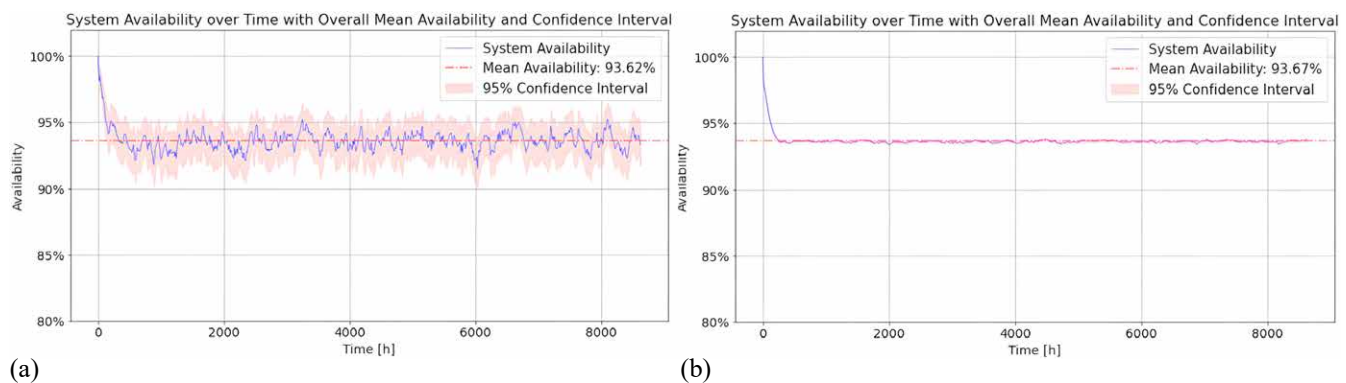 System Availability over Time with Overall Mean Availability and Confidence Interval
System Availability
Mean Availability: 93.62%
95% Confidence Interval
100%
95%
90%
85%
80%
Availability
0
2000
4000
6000
8000
Time [h]
(a)
System Availability over Time with Overall Mean Availability and Confidence Interval
System Availability
Mean Availability: 93.67%
95% Confidence Interval
100%
95%
90%
85%
80%
Availability
0
2000
4000
6000
8000
Time [h]
(b)